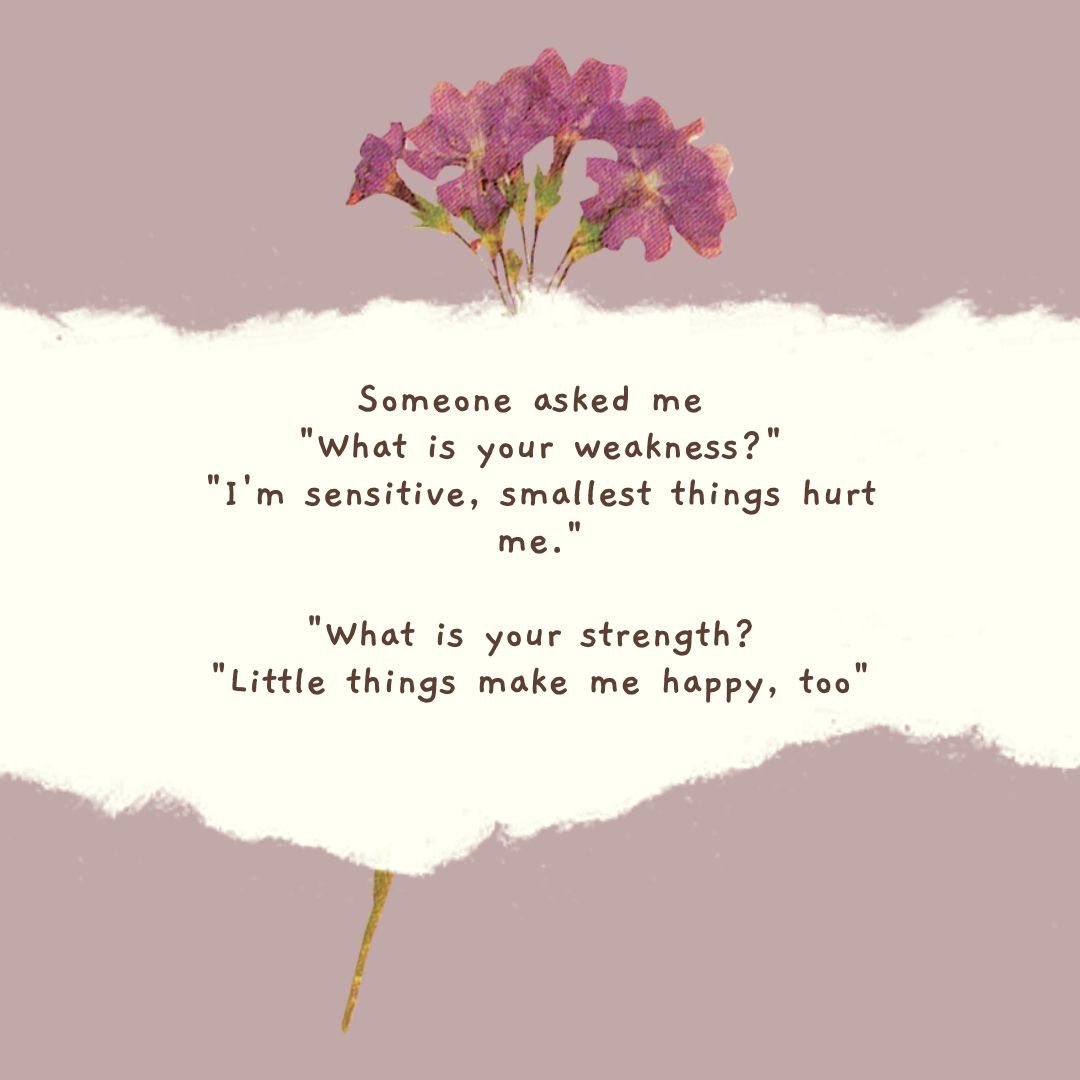 Someone asked me
"What is your weakness?"
"I'm sensitive, smallest things hurt
me."
"What is your strength?
"Little things make me happy, too"